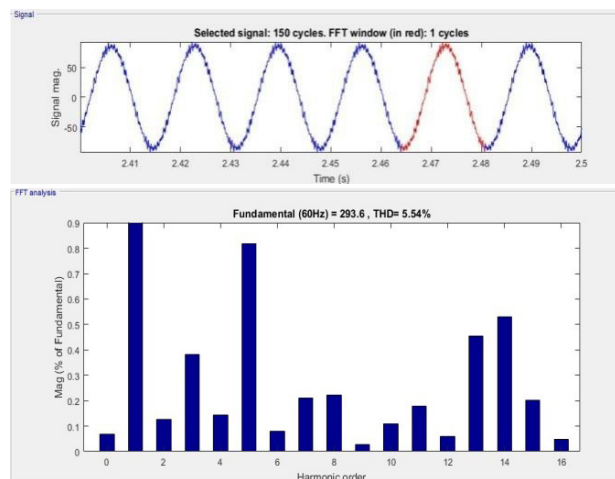 Signal
Selected signal: 150 cycles. FFT window (in red): 1 cycles
Signal mag.
50
0
-50
2.41 2.42 2.43 2.44 2.45 2.46 2.47 2.48 2.49 2.5
Time (s)
FFT analysis
Fundamental (60Hz) = 293.6 , THD= 5.54%
Mag (% of Fundamental)
0.9
0.8
0.7
0.6
0.5
0.4
0.3
0.2
0.1
0
0 2 4 6 8 10 12 14 16
Harmonic order